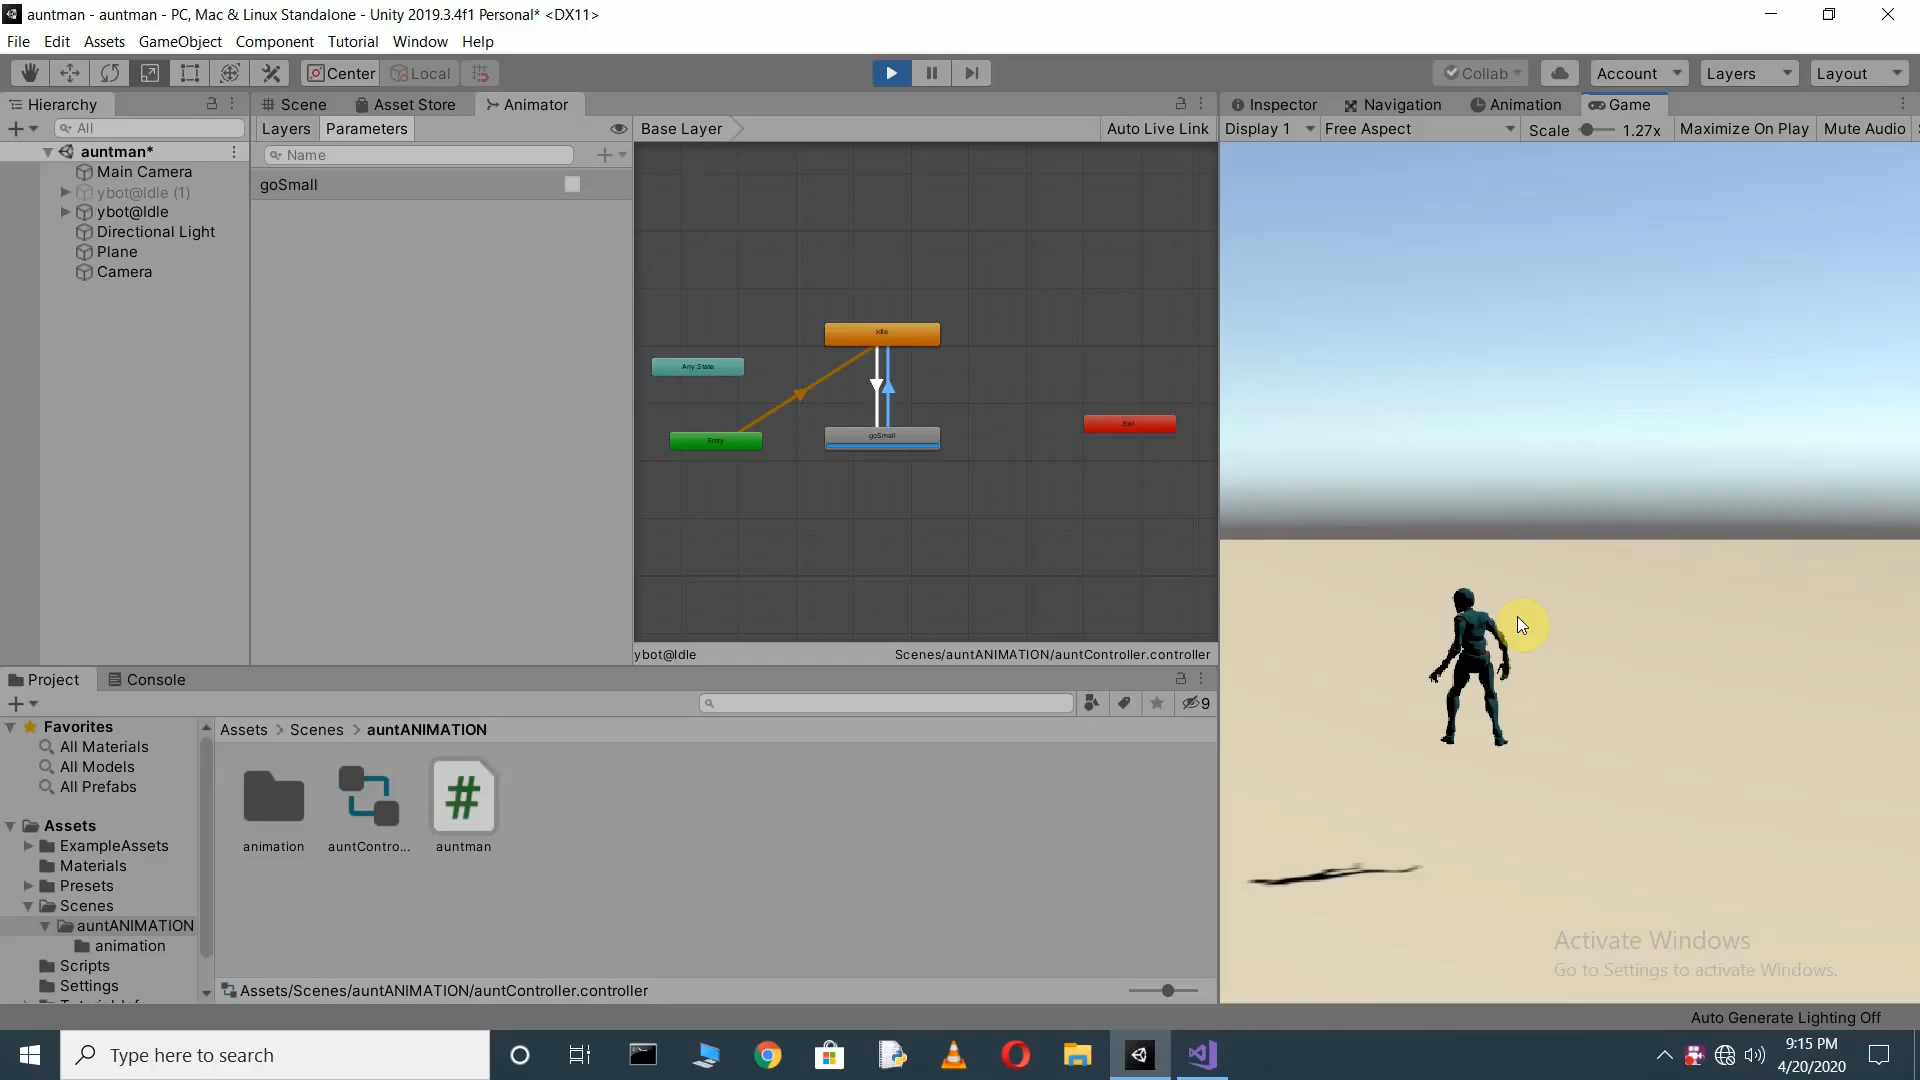 auntman - auntman - PC, Mac & Linux Standalone - Unity 2019.3.4f1 Personal* <DX11>
File Edit Assets GameObject Component Tutorial Window Help
Center Local Collab Account Layers Layout
Hierarchy Scene Asset Store Animator Inspector Navigation Animation Game
All Layers Parameters Base Layer Auto Live Link Display 1 Free Aspect Scale 1.27x Maximize On Play Mute Audio
auntman* Name
Main Camera goSmall
ybot@Idle (1)
ybot@Idle
Directional Light
Plane
Camera
Idle
Any State
Exit
goSmall
Entry
ybot@Idle Scenes/auntANIMATION/auntController.controller
Project Console
9
Favorites Assets > Scenes > auntANIMATION
All Materials
All Models
All Prefabs
Assets
ExampleAssets animation auntContro... auntman
Materials
Presets
Scenes
auntANIMATION
animation
Scripts
Settings Assets/Scenes/auntANIMATION/auntController.controller
Activate Windows
Go to Settings to activate Windows.
Auto Generate Lighting Off
Type here to search
9:15 PM
4/20/2020